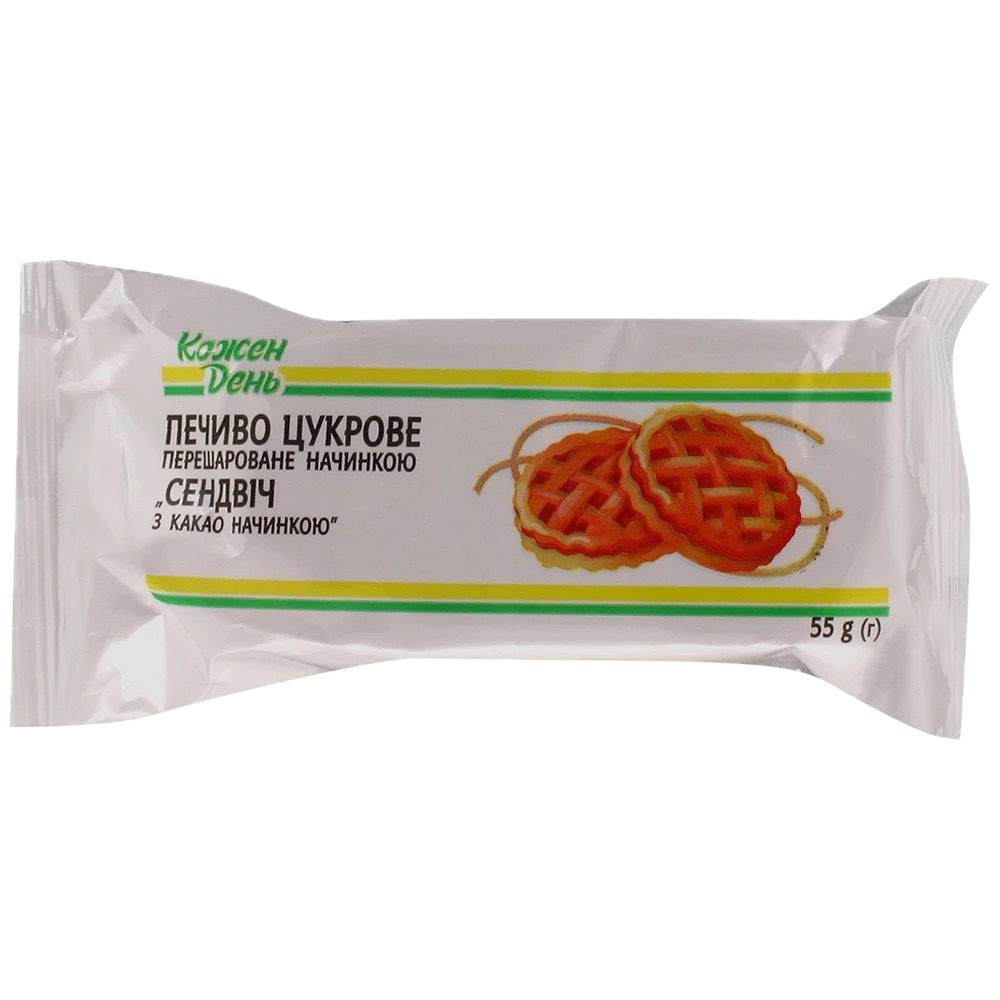 Кожен
День
ПЕЧИВО ЦУКРОВЕ
ПЕРЕШАРОВАНЕ НАЧИНКОЮ
„СЕНДВІЧ
З КАКАО НАЧИНКОЮ"
55 g (г)